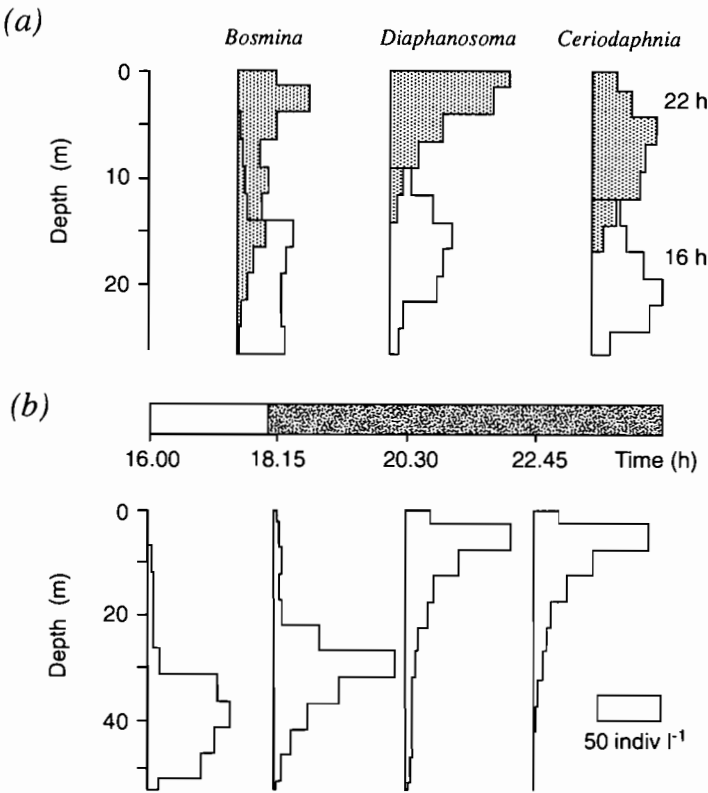 (a)
Bosmina Diaphanosoma Ceriodaphnia
0
10
20
Depth (m)
22 h
16 h
(b)
16.00 18.15 20.30 22.45 Time (h)
0
20
40
Depth (m)
50 indiv l⁻¹